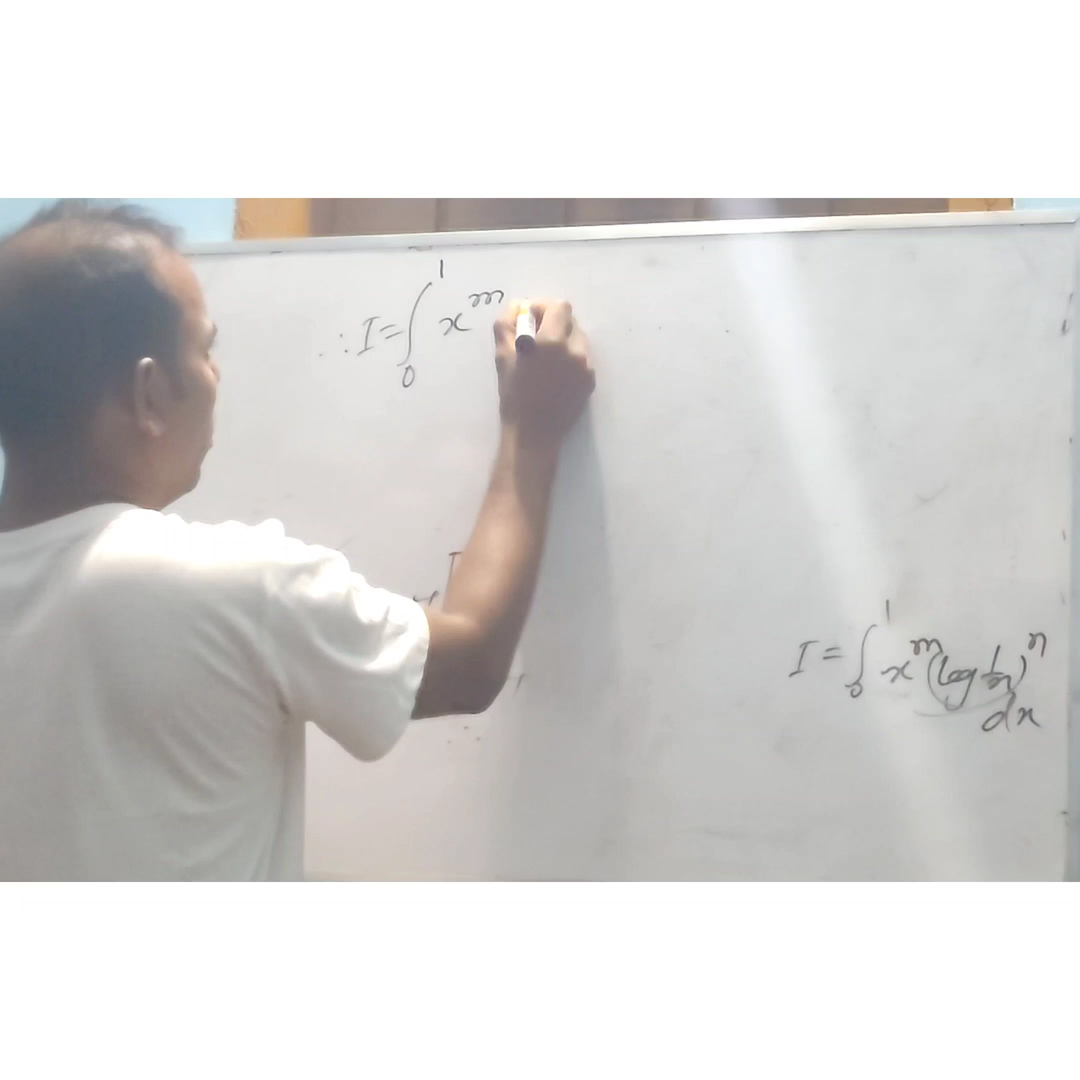 ∴ I = ∫₀¹ xᵐ
I = ∫₀¹ xᵐ (log 1/x)ⁿ
dx